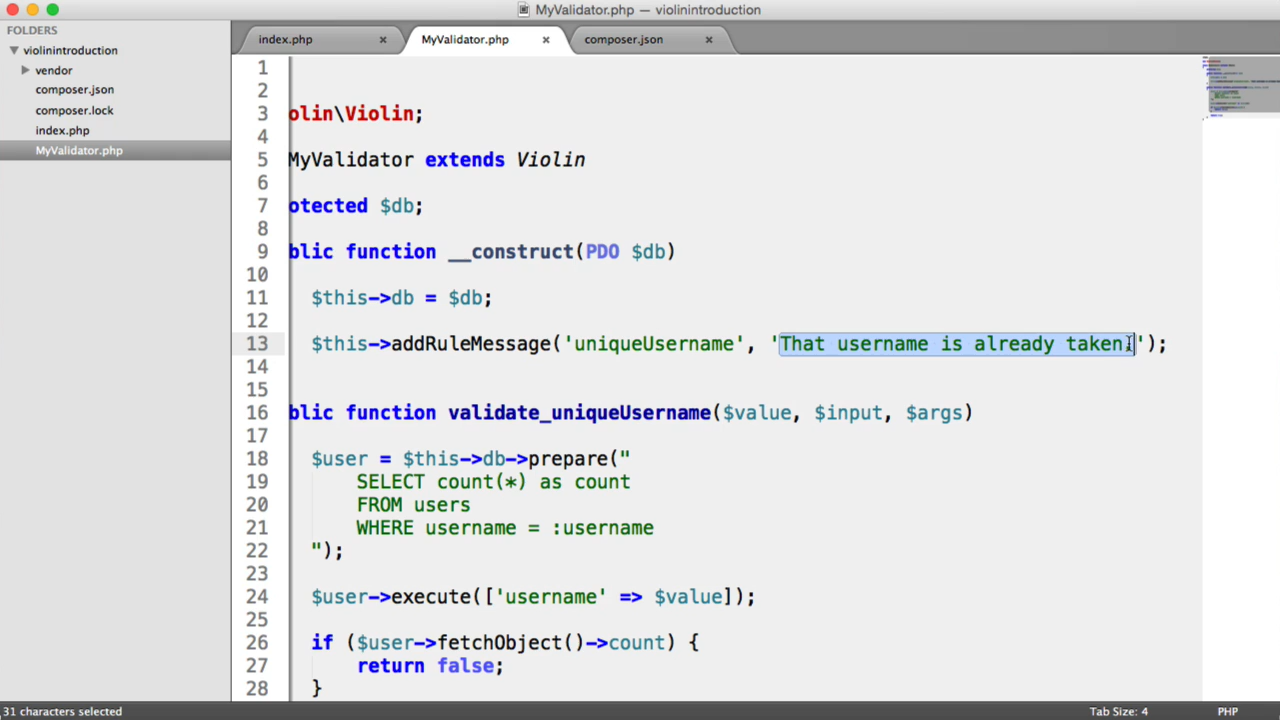 MyValidator.php — violinintroduction
FOLDERS
violinintroduction
vendor
composer.json
composer.lock
index.php
MyValidator.php
index.php × MyValidator.php × composer.json ×
1
2
3 olin\Violin;
4
5 MyValidator extends Violin
6
7 otected $db;
8
9 blic function __construct(PDO $db)
10
11 $this->db = $db;
12
13 $this->addRuleMessage('uniqueUsername', 'That username is already taken.');
14
15
16 blic function validate_uniqueUsername($value, $input, $args)
17
18 $user = $this->db->prepare("
19 SELECT count(*) as count
20 FROM users
21 WHERE username = :username
22 ");
23
24 $user->execute(['username' => $value]);
25
26 if ($user->fetchObject()->count) {
27 return false;
28 }
31 characters selected Tab Size: 4 PHP